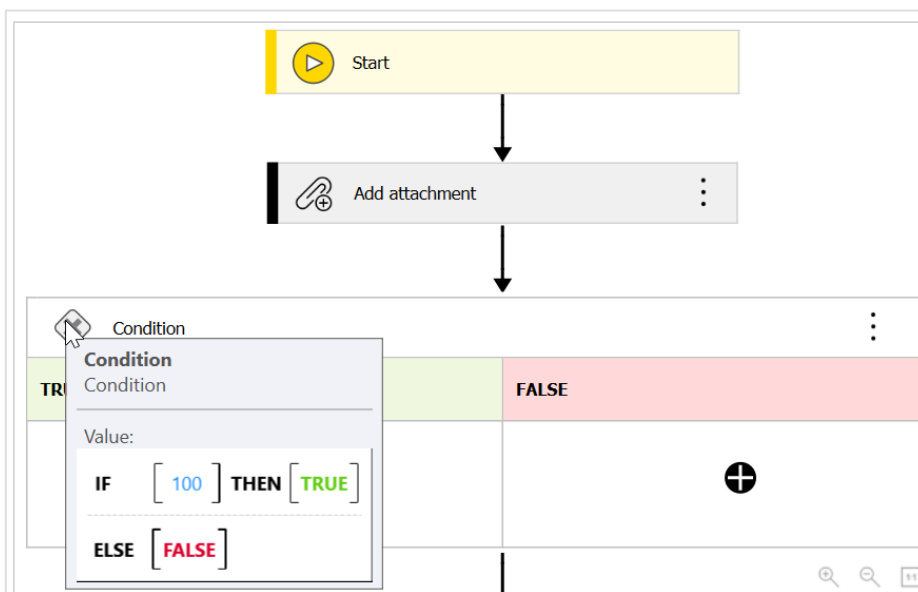 Start
Add attachment
Condition
Condition
Condition
FALSE
Value:
IF [ 100 ] THEN [TRUE]
ELSE [FALSE]